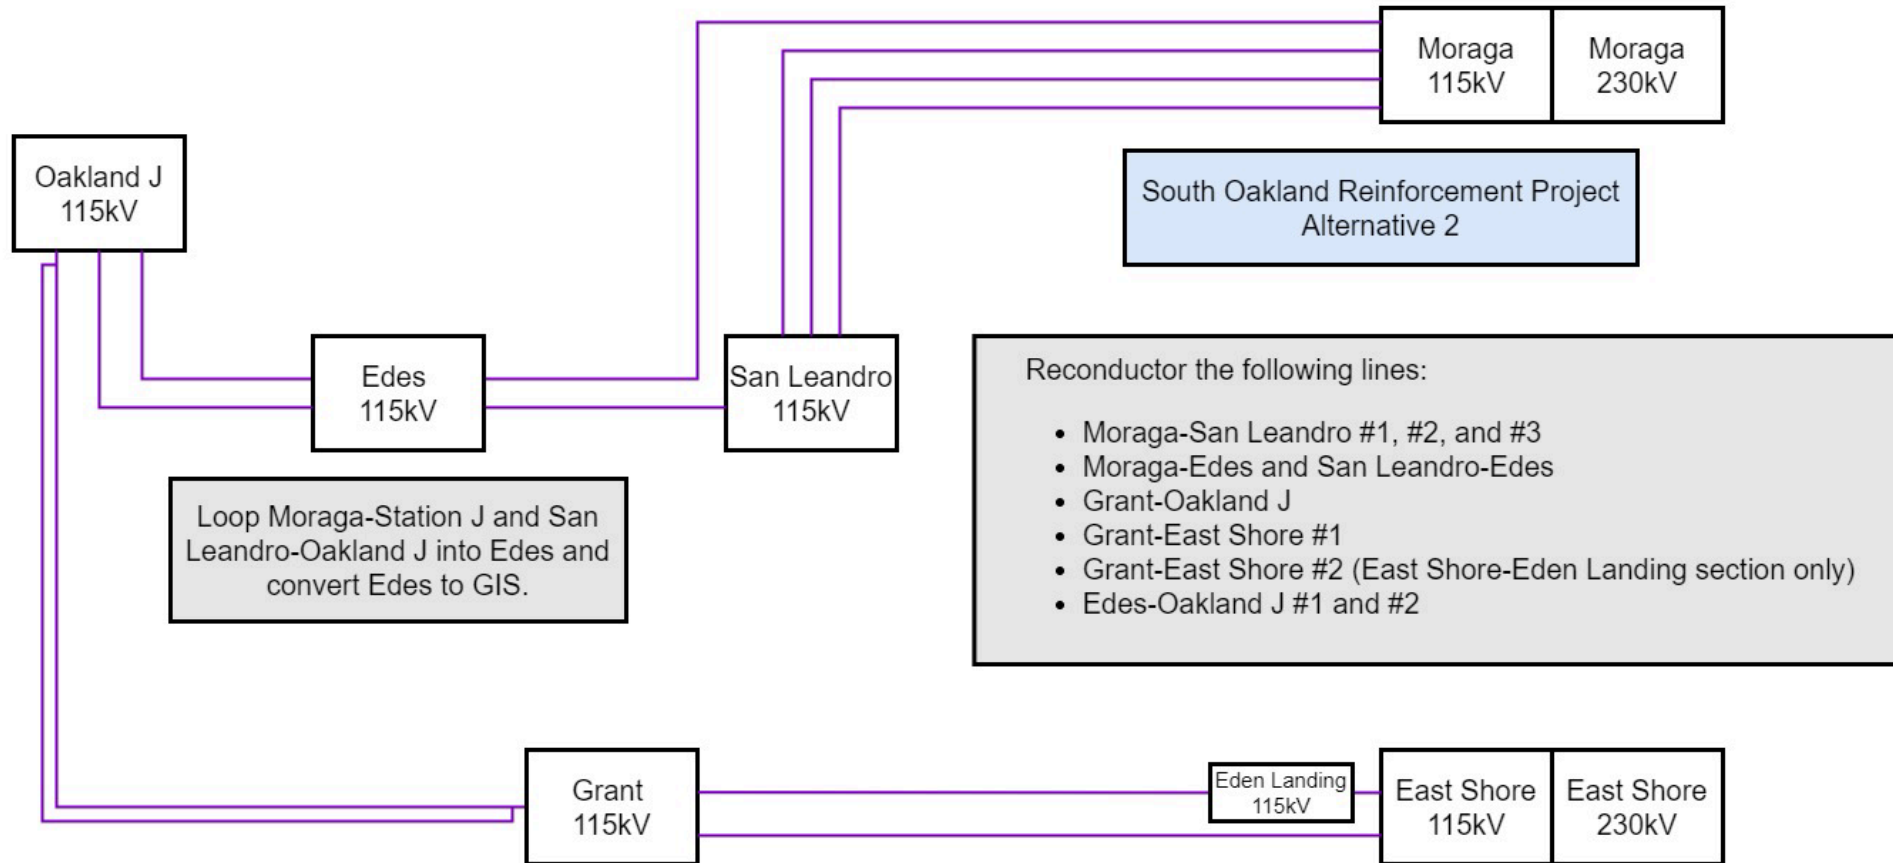 Moraga
115kV
Moraga
230kV
Oakland J
115kV
South Oakland Reinforcement Project
Alternative 2
Edes
115kV
San Leandro
115kV
Reconductor the following lines:
• Moraga-San Leandro #1, #2, and #3
• Moraga-Edes and San Leandro-Edes
• Grant-Oakland J
• Grant-East Shore #1
• Grant-East Shore #2 (East Shore-Eden Landing section only)
• Edes-Oakland J #1 and #2
Loop Moraga-Station J and San
Leandro-Oakland J into Edes and
convert Edes to GIS.
Grant
115kV
Eden Landing
115kV
East Shore
115kV
East Shore
230kV